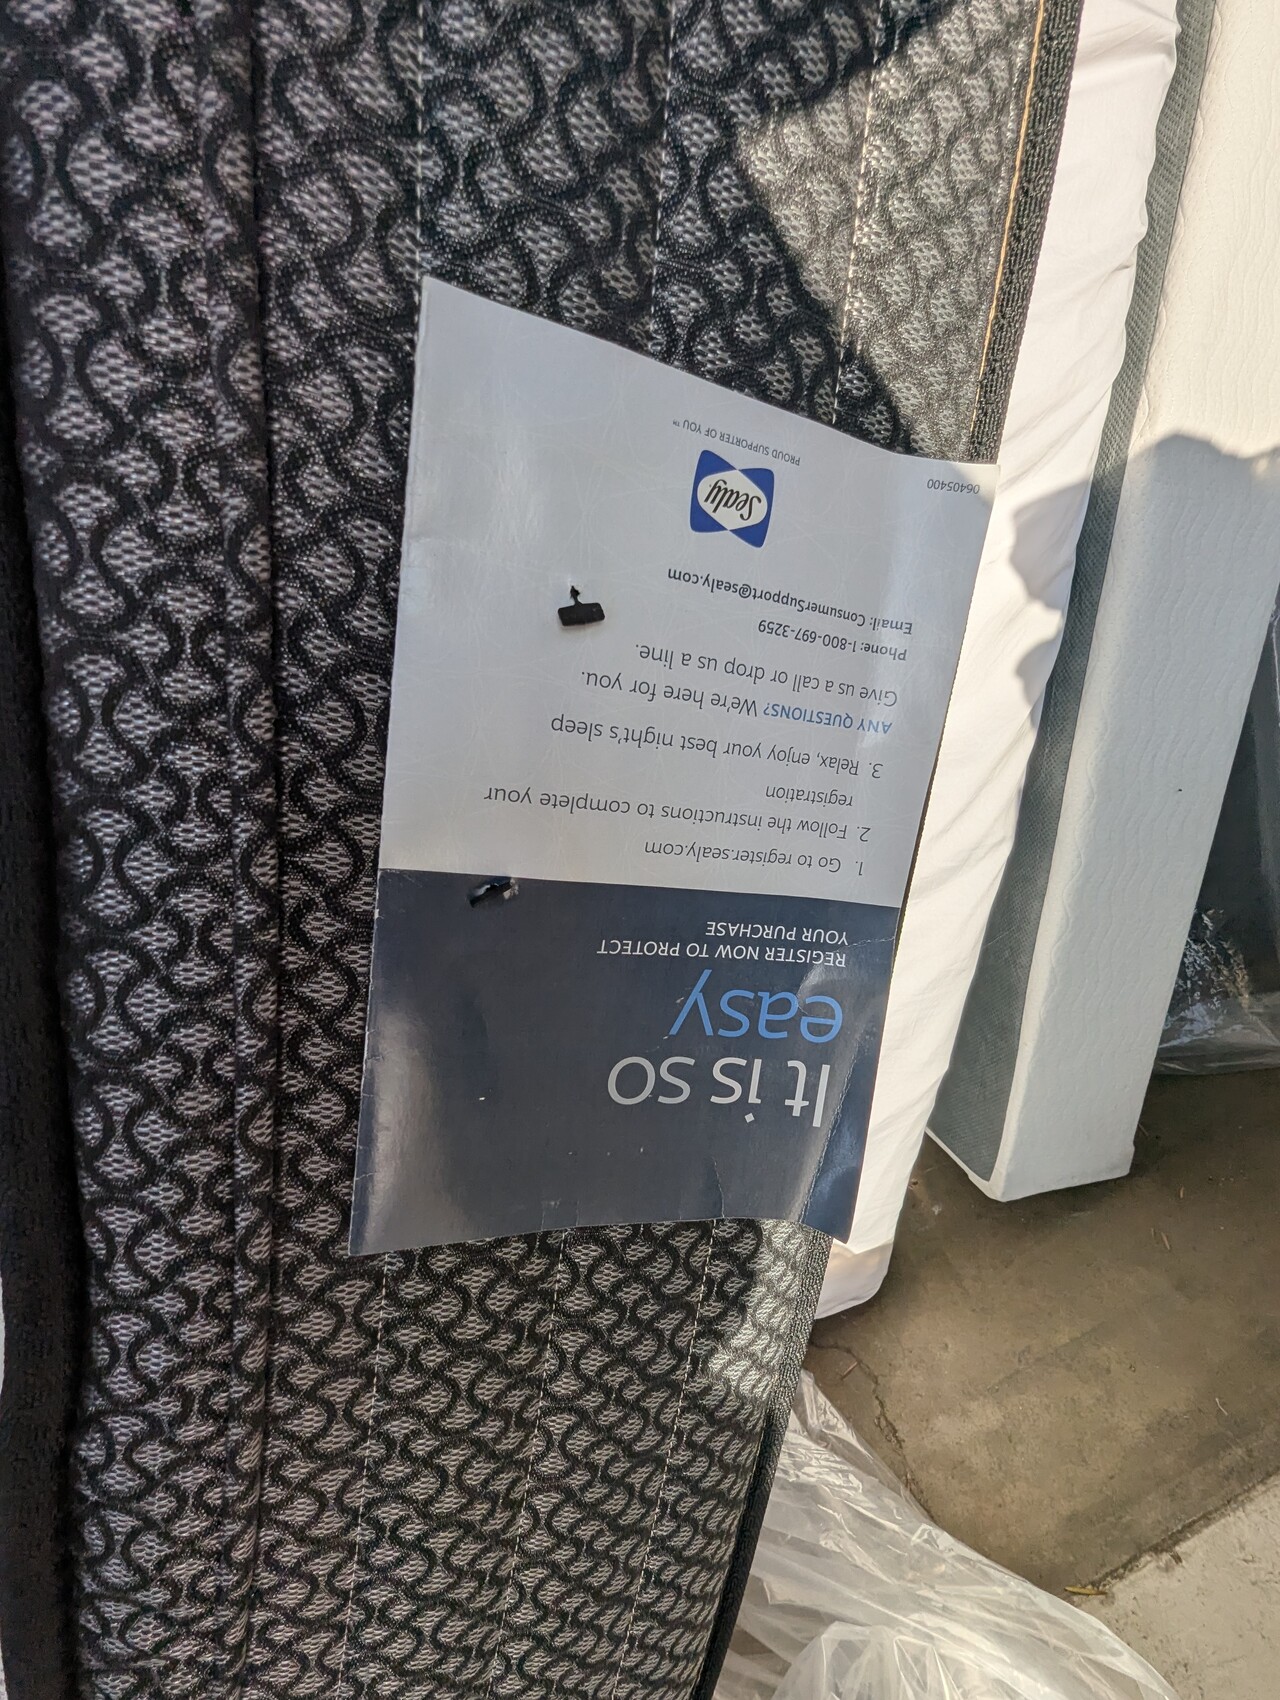 It is so
easy
REGISTER NOW TO PROTECT
YOUR PURCHASE
1. Go to register.sealy.com
2. Follow the instructions to complete your
registration
3. Relax, enjoy your best night's sleep
ANY QUESTIONS? We're here for you.
Give us a call or drop us a line.
Phone: 1-800-697-3259
Email: ConsumerSupport@sealy.com
Sealy
PROUD SUPPORTER OF YOU™
06405400